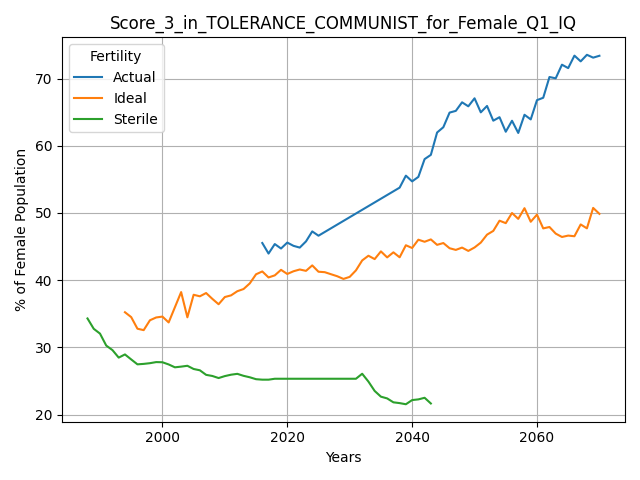 Score_3_in_TOLERANCE_COMMUNIST_for_Female_Q1_IQ
Fertility
Actual
Ideal
Sterile
% of Female Population
70
60
50
40
30
20
2000
2020
2040
2060
Years